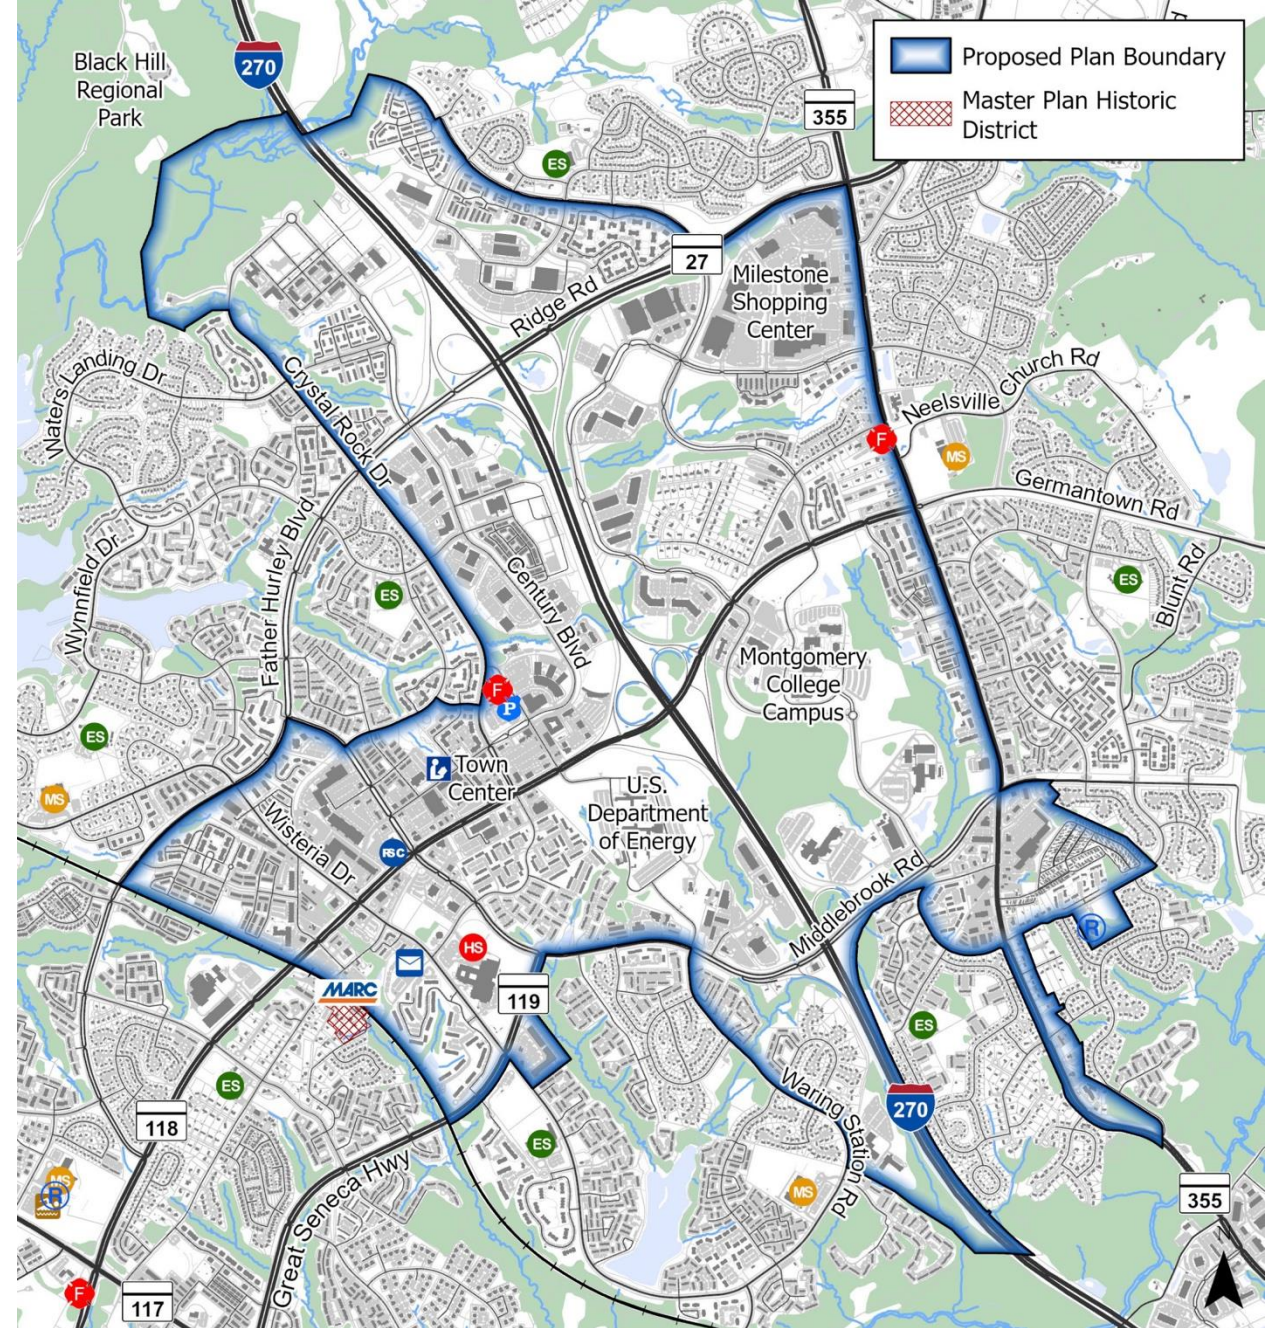 Black Hill
Regional
Park
270
355
Proposed Plan Boundary
Master Plan Historic
District
ES
27
Milestone
Shopping
Center
Ridge Rd
Waters Landing Dr
Crystal Rock Dr
Neelsville Church Rd
F
MS
Germantown Rd
Father Hurley Blvd
Wynnfield Dr
Century Blvd
ES
ES
Blunt Rd
Montgomery
College
Campus
F
P
ES
MS
Town
Center
U.S.
Department
of Energy
Wisteria Dr
RSC
Middlebrook Rd
HS
R
MARC
119
ES
ES
118
270
Waring Station Rd
ES
MS
MS
R
Great Seneca Hwy
355
N
F
117